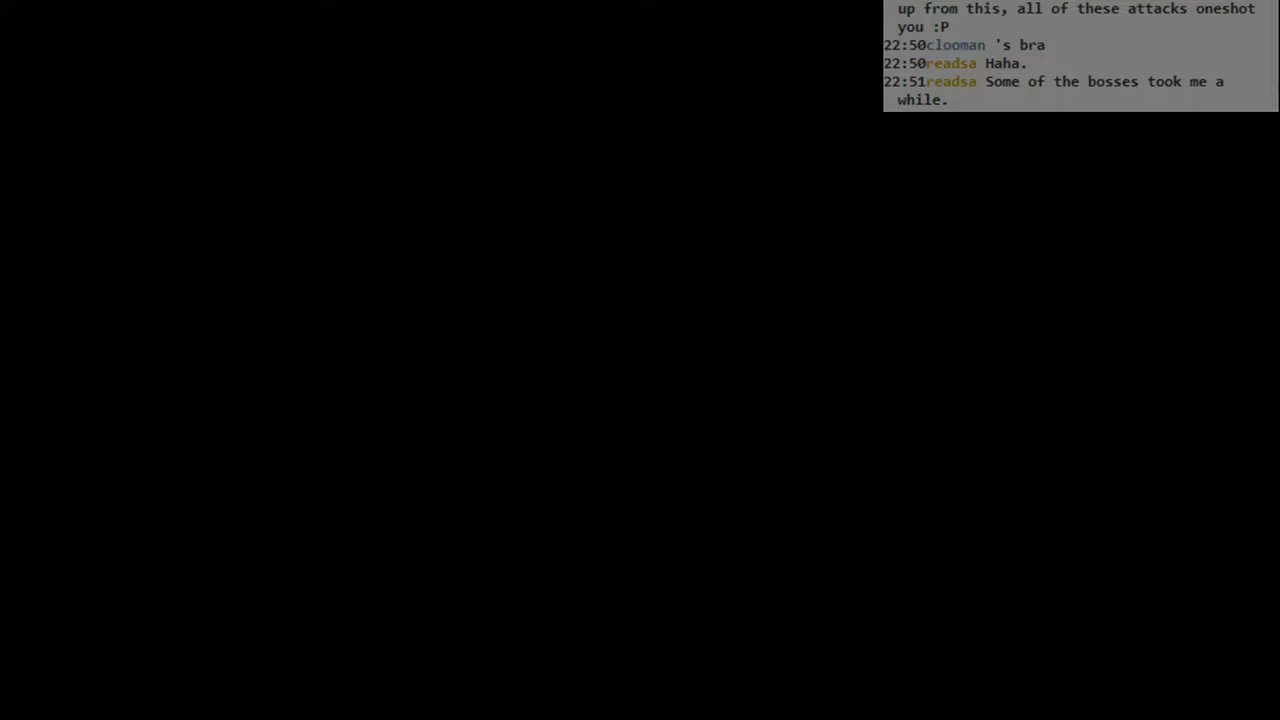 up from this, all of these attacks oneshot
you :P
22:50clooman 's bra
22:50readsa Haha.
22:51readsa Some of the bosses took me a
while.